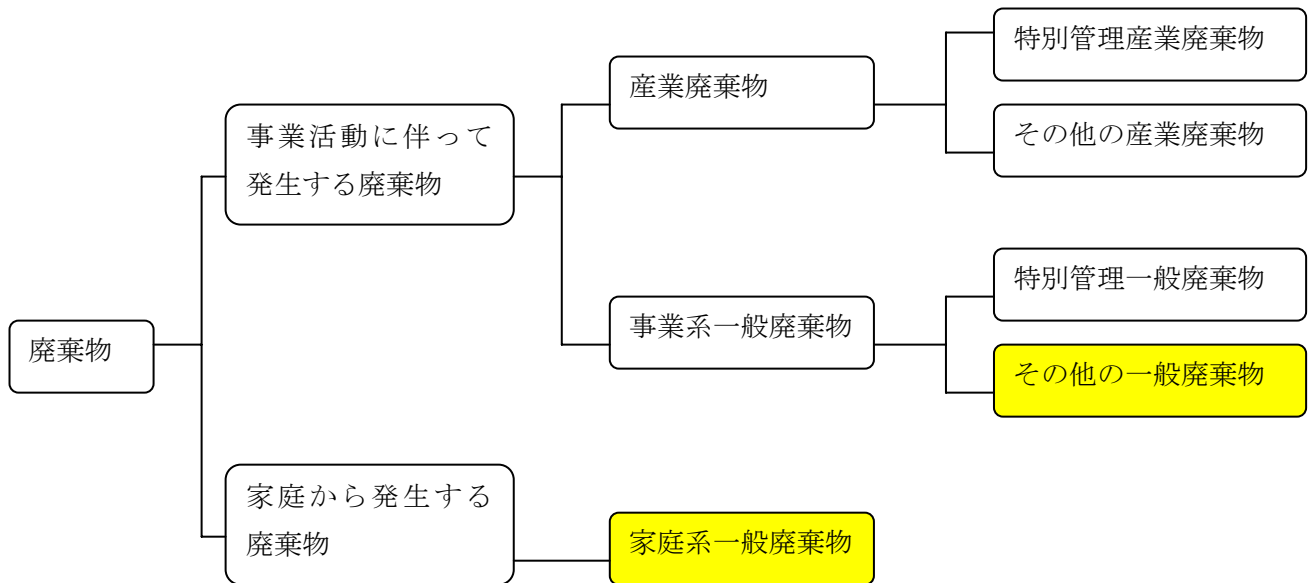 特別管理産業廃棄物
産業廃棄物
その他の産業廃棄物
事業活動に伴って
発生する廃棄物
特別管理一般廃棄物
事業系一般廃棄物
廃棄物
その他の一般廃棄物
家庭から発生する
廃棄物
家庭系一般廃棄物